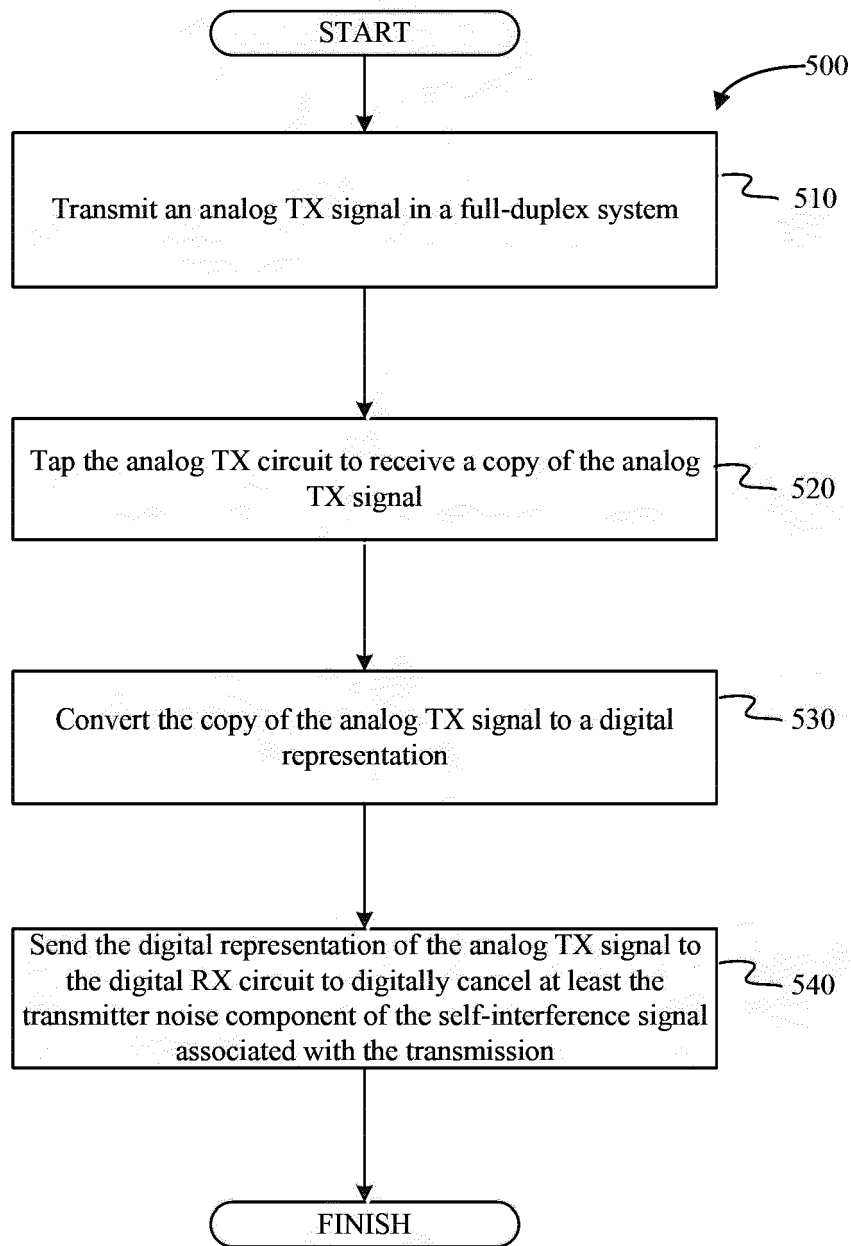 START
500
Transmit an analog TX signal in a full-duplex system
510
Tap the analog TX circuit to receive a copy of the analog
TX signal
520
Convert the copy of the analog TX signal to a digital
representation
530
Send the digital representation of the analog TX signal to
the digital RX circuit to digitally cancel at least the
transmitter noise component of the self-interference signal
associated with the transmission
540
FINISH